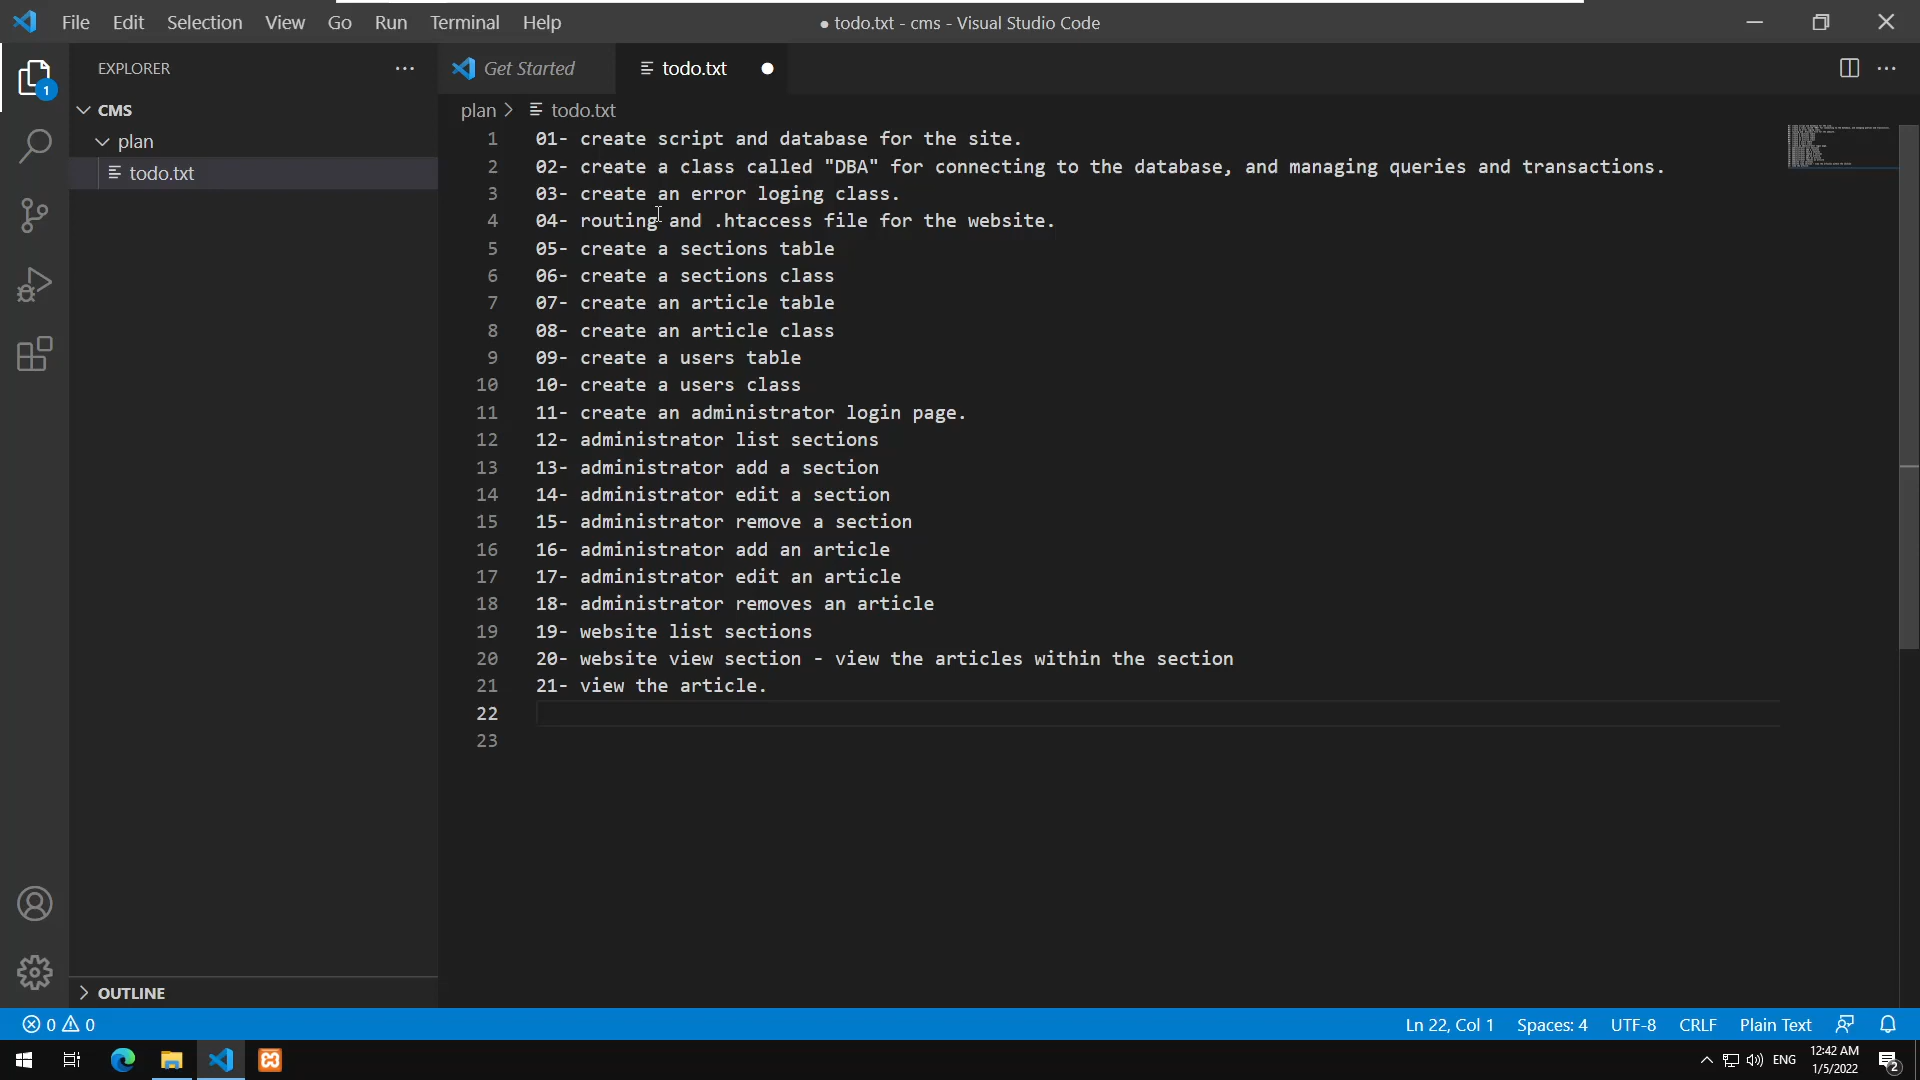 File Edit Selection View Go Run Terminal Help
● todo.txt - cms - Visual Studio Code
EXPLORER
Get Started
todo.txt
1
CMS
plan
todo.txt
plan > todo.txt
1 01- create script and database for the site.
2 02- create a class called "DBA" for connecting to the database, and managing queries and transactions.
3 03- create an error loging class.
4 04- routing and .htaccess file for the website.
5 05- create a sections table
6 06- create a sections class
7 07- create an article table
8 08- create an article class
9 09- create a users table
10 10- create a users class
11 11- create an administrator login page.
12 12- administrator list sections
13 13- administrator add a section
14 14- administrator edit a section
15 15- administrator remove a section
16 16- administrator add an article
17 17- administrator edit an article
18 18- administrator removes an article
19 19- website list sections
20 20- website view section - view the articles within the section
21 21- view the article.
22
23
OUTLINE
0 0
Ln 22, Col 1 Spaces: 4 UTF-8 CRLF Plain Text
ENG
12:42 AM
1/5/2022
2